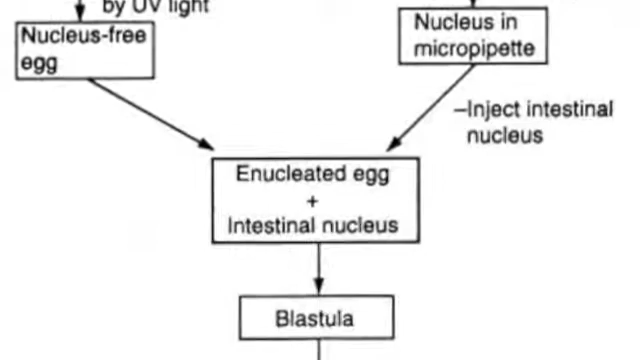 by UV light
Nucleus-free
egg
Nucleus in
micropipette
–Inject intestinal
nucleus
Enucleated egg
+
Intestinal nucleus
Blastula